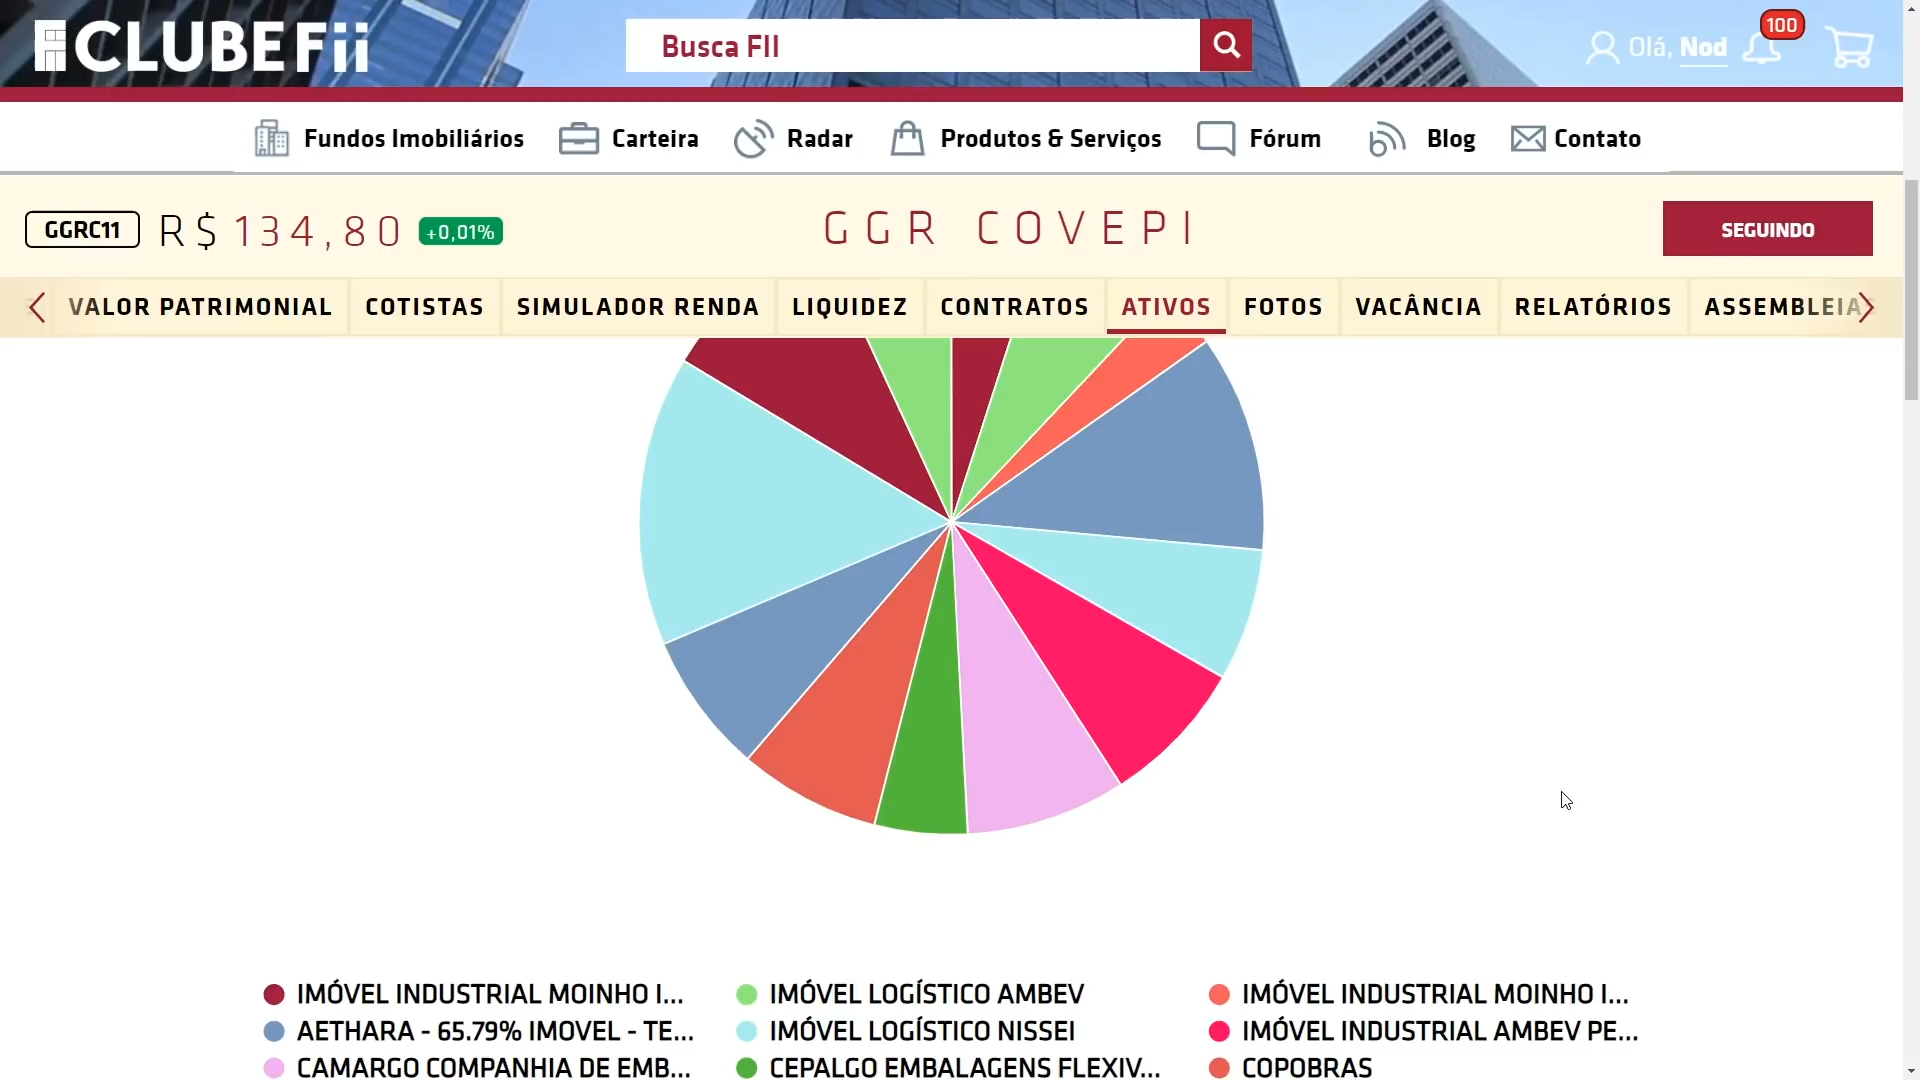 CLUBEFii
Busca FII
Olá, Nod
100
Fundos Imobiliários
Carteira
Radar
Produtos & Serviços
Fórum
Blog
Contato
GGRC11
R$ 134,80
+0,01%
GGR COVEPI
SEGUINDO
VALOR PATRIMONIAL
COTISTAS
SIMULADOR RENDA
LIQUIDEZ
CONTRATOS
ATIVOS
FOTOS
VACÂNCIA
RELATÓRIOS
ASSEMBLEIA
IMÓVEL INDUSTRIAL MOINHO I...
IMÓVEL LOGÍSTICO AMBEV
IMÓVEL INDUSTRIAL MOINHO I...
AETHARA - 65.79% IMOVEL - TE...
IMÓVEL LOGÍSTICO NISSEI
IMÓVEL INDUSTRIAL AMBEV PE...
CAMARGO COMPANHIA DE EMB...
CEPALGO EMBALAGENS FLEXIV...
COPOBRAS